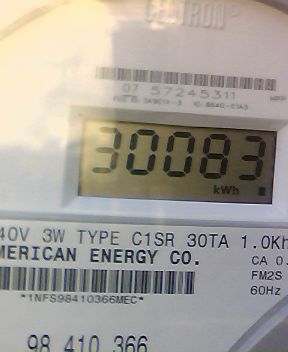 CENTRON®
07 57245311
30083
kWh
40V 3W TYPE C1SR 30TA 1.0Kh
MERICAN ENERGY CO.
CA 0.
FM2S
60Hz
*1NFS98410366MEC*
98 410 366